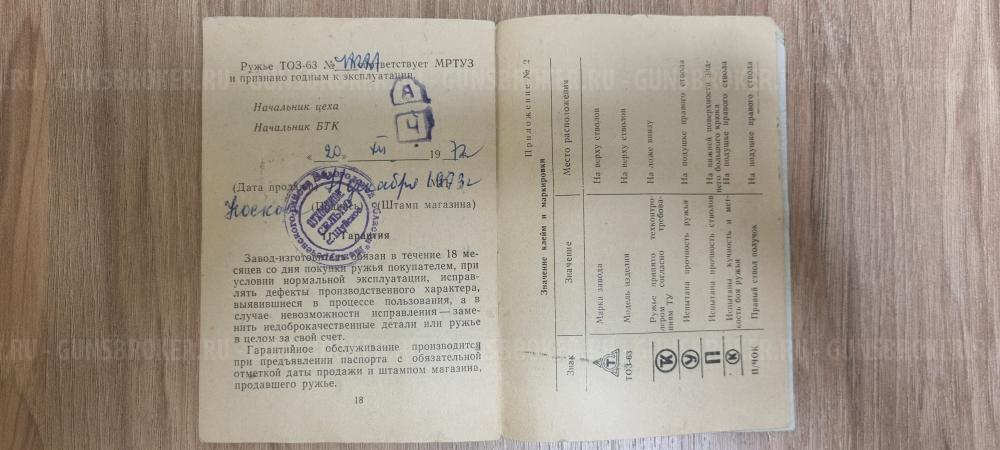 Ружье ТОЗ-63 № соответствует МРТУЗ
и признано годным к эксплуатации.
Начальник цеха
А
Начальник БТК
Ч
« 20 » XII 1972
(Дата продажи) декабря 1973г
(Подпись) (Штамп магазина)
Гарантия
Завод-изготовитель обязан в течение 18 ме-
сяцев со дня покупки ружья покупателем, при
условии нормальной эксплуатации, исправ-
лять дефекты производственного характера,
выявившиеся в процессе пользования, а в
случае невозможности исправления — заме-
нить недоброкачественные детали или ружье
в целом за свой счет.
Гарантийное обслуживание производится
при предъявлении паспорта с обязательной
отметкой даты продажи и штампом магазина,
продавшего ружье.
18
Приложение № 2
Значение клейм и маркировки
Знак Значение Место расположения
Т Марка завода На верху стволов
ТОЗ-63 Модель изделия На верху стволов
ТК Ружье принято техконтро-
лером согласно требова-
ниям ТУ На ложе внизу
У Испытана прочность ружья На подушке правого ствола
П Испытана прочность стволов На нижней поверхности зад-
него большого крюка
К Испытаны кучность и мет-
кость боя ружья На подушке правого ствола
П/ЧОК Правый ствол получок На подушке правого ствола